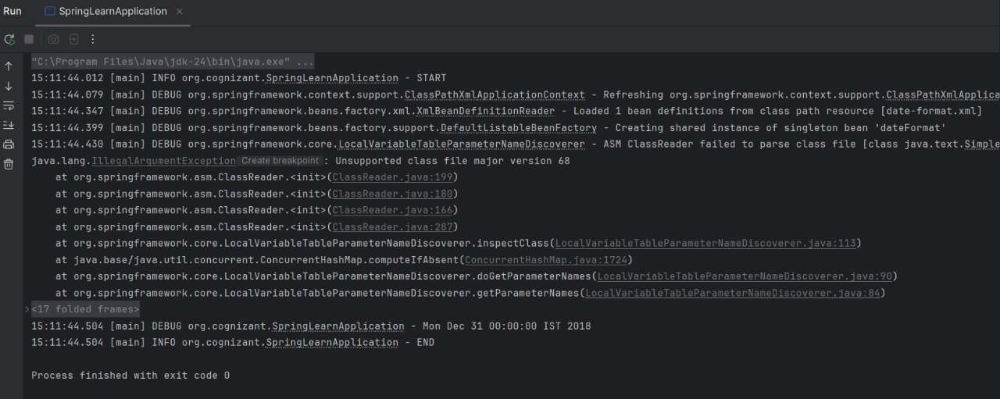 Run SpringLearnApplication
"C:\Program Files\Java\jdk-24\bin\java.exe" ...
15:11:44.012 [main] INFO org.cognizant.SpringLearnApplication - START
15:11:44.079 [main] DEBUG org.springframework.context.support.ClassPathXmlApplicationContext - Refreshing org.springframework.context.support.ClassPathXmlApplica
15:11:44.347 [main] DEBUG org.springframework.beans.factory.xml.XmlBeanDefinitionReader - Loaded 1 bean definitions from class path resource [date-format.xml]
15:11:44.399 [main] DEBUG org.springframework.beans.factory.support.DefaultListableBeanFactory - Creating shared instance of singleton bean 'dateFormat'
15:11:44.430 [main] DEBUG org.springframework.core.LocalVariableTableParameterNameDiscoverer - ASM ClassReader failed to parse class file [class java.text.Simple
java.lang.IllegalArgumentException Create breakpoint : Unsupported class file major version 68
at org.springframework.asm.ClassReader.<init>(ClassReader.java:199)
at org.springframework.asm.ClassReader.<init>(ClassReader.java:180)
at org.springframework.asm.ClassReader.<init>(ClassReader.java:166)
at org.springframework.asm.ClassReader.<init>(ClassReader.java:287)
at org.springframework.core.LocalVariableTableParameterNameDiscoverer.inspectClass(LocalVariableTableParameterNameDiscoverer.java:113)
at java.base/java.util.concurrent.ConcurrentHashMap.computeIfAbsent(ConcurrentHashMap.java:1724)
at org.springframework.core.LocalVariableTableParameterNameDiscoverer.doGetParameterNames(LocalVariableTableParameterNameDiscoverer.java:90)
at org.springframework.core.LocalVariableTableParameterNameDiscoverer.getParameterNames(LocalVariableTableParameterNameDiscoverer.java:84)
<17 folded frames>
15:11:44.504 [main] DEBUG org.cognizant.SpringLearnApplication - Mon Dec 31 00:00:00 IST 2018
15:11:44.504 [main] INFO org.cognizant.SpringLearnApplication - END
Process finished with exit code 0